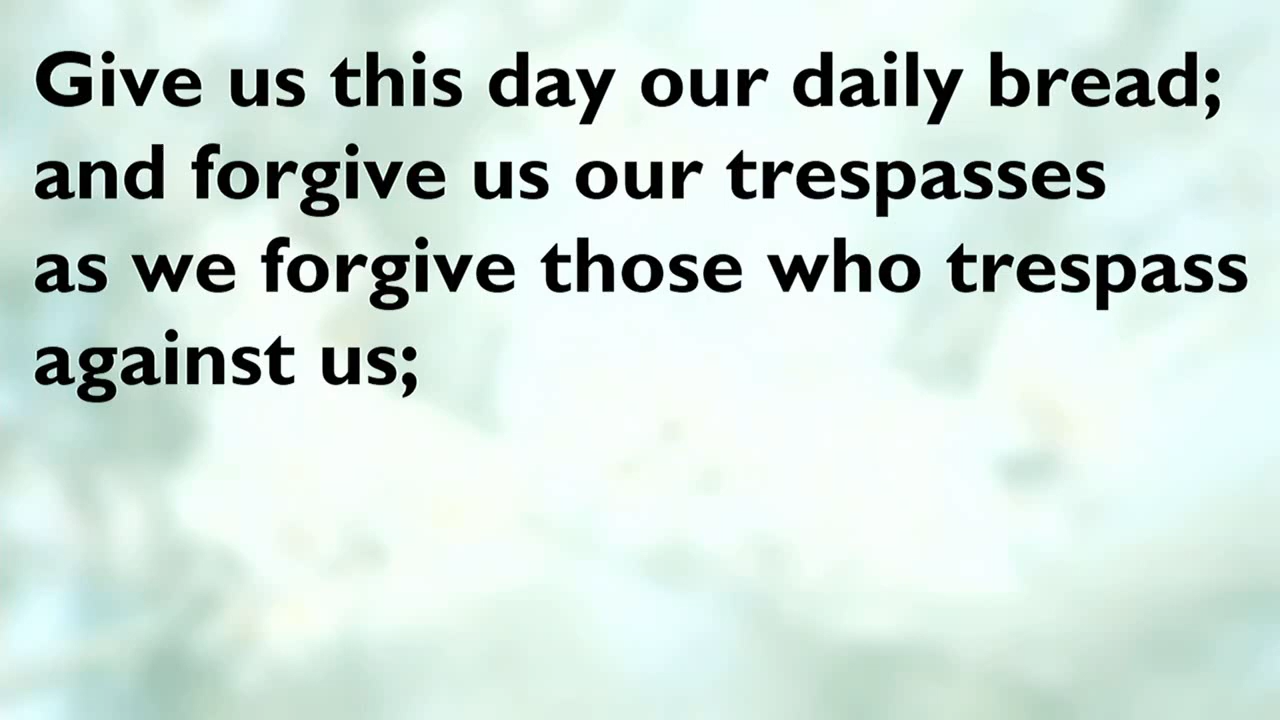 Give us this day our daily bread;
and forgive us our trespasses
as we forgive those who trespass
against us;